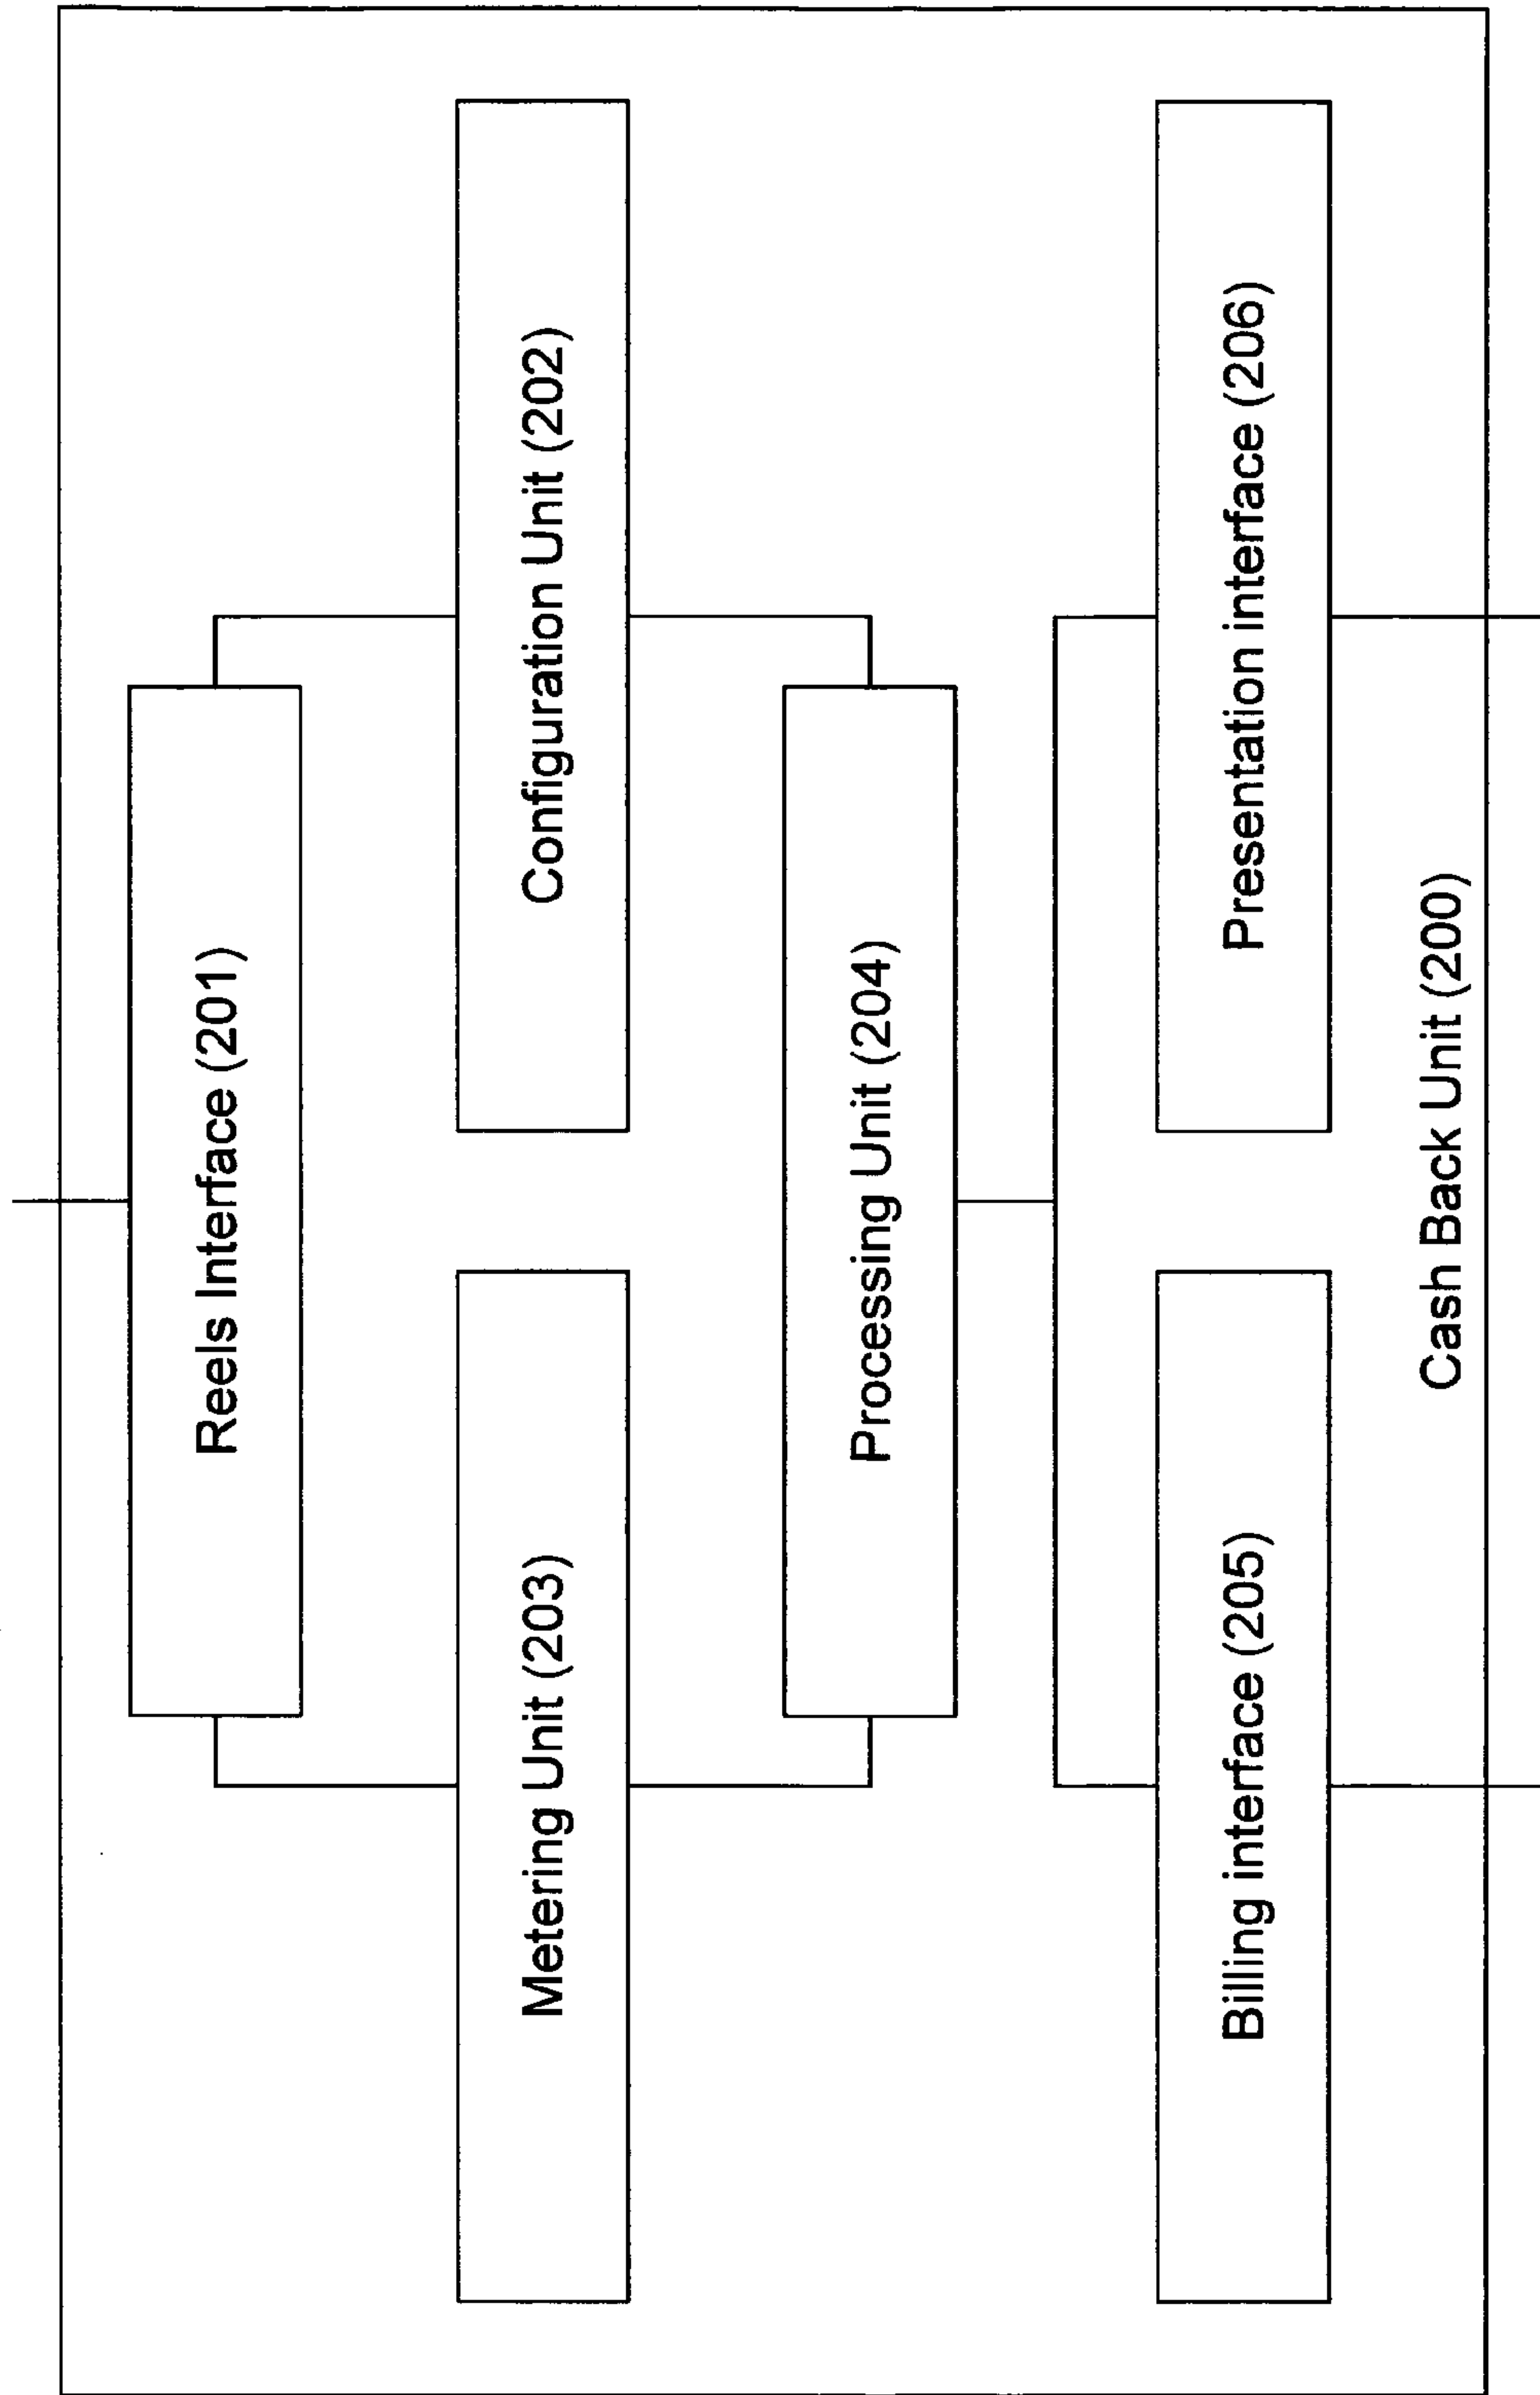 Reels Interface (201)
Metering Unit (203)
Configuration Unit (202)
Processing Unit (204)
Billing interface (205)
Presentation interface (206)
Cash Back Unit (200)